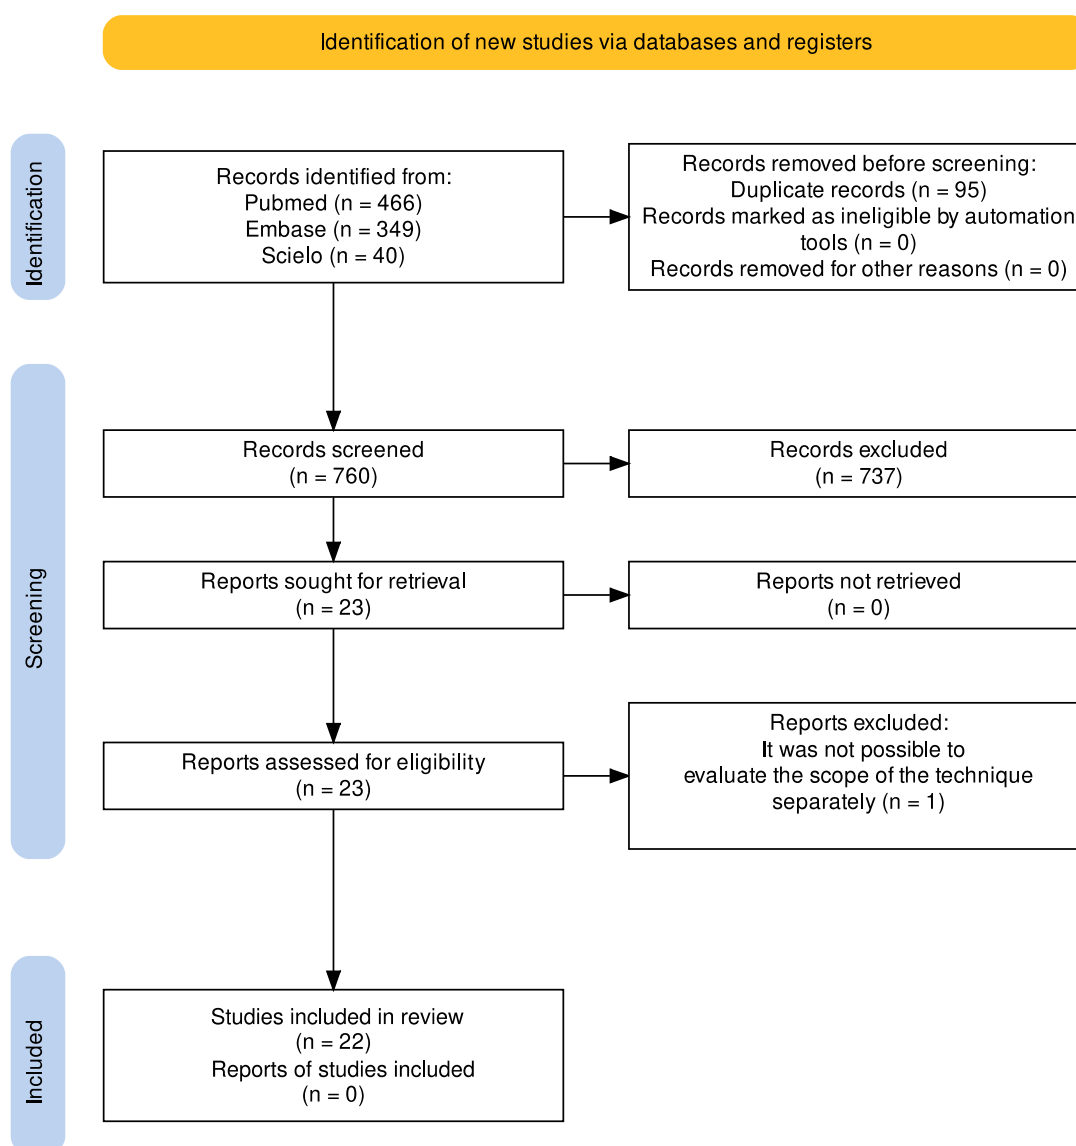 Identification of new studies via databases and registers
Identification
Records identified from:
Pubmed (n = 466)
Embase (n = 349)
Scielo (n = 40)
Records removed before screening:
Duplicate records (n = 95)
Records marked as ineligible by automation
tools (n = 0)
Records removed for other reasons (n = 0)
Screening
Records screened
(n = 760)
Records excluded
(n = 737)
Reports sought for retrieval
(n = 23)
Reports not retrieved
(n = 0)
Reports assessed for eligibility
(n = 23)
Reports excluded:
It was not possible to
evaluate the scope of the technique
separately (n = 1)
Included
Studies included in review
(n = 22)
Reports of studies included
(n = 0)